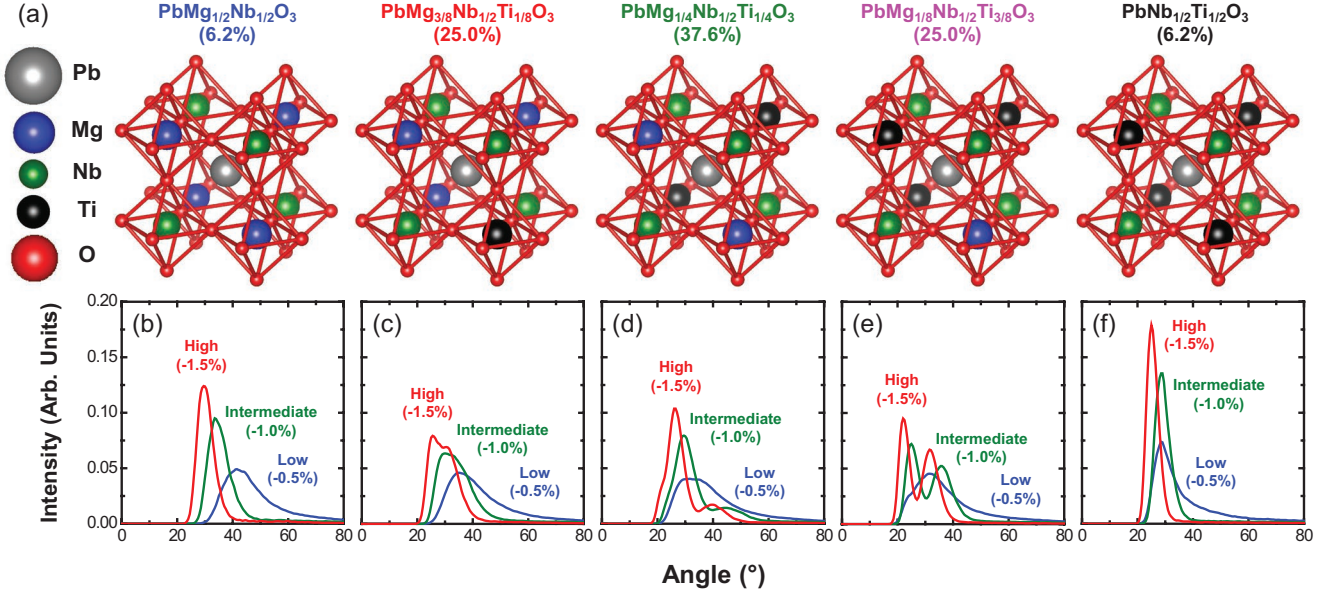 (a)
PbMg1/2Nb1/2O3
(6.2%)
PbMg3/8Nb1/2Ti1/8O3
(25.0%)
PbMg1/4Nb1/2Ti1/4O3
(37.6%)
PbMg1/8Nb1/2Ti3/8O3
(25.0%)
PbNb1/2Ti1/2O3
(6.2%)
Pb
Mg
Nb
Ti
O
Intensity (Arb. Units)
0.20
0.15
0.10
0.05
0.00
(b)
High
(-1.5%)
Intermediate
(-1.0%)
Low
(-0.5%)
0 20 40 60 80
(c)
High
(-1.5%)
Intermediate
(-1.0%)
Low
(-0.5%)
20 40 60 80
(d)
High
(-1.5%)
Intermediate
(-1.0%)
Low
(-0.5%)
20 40 60 80
(e)
High
(-1.5%)
Intermediate
(-1.0%)
Low
(-0.5%)
20 40 60 80
(f)
High
(-1.5%)
Intermediate
(-1.0%)
Low
(-0.5%)
20 40 60 80
Angle (°)